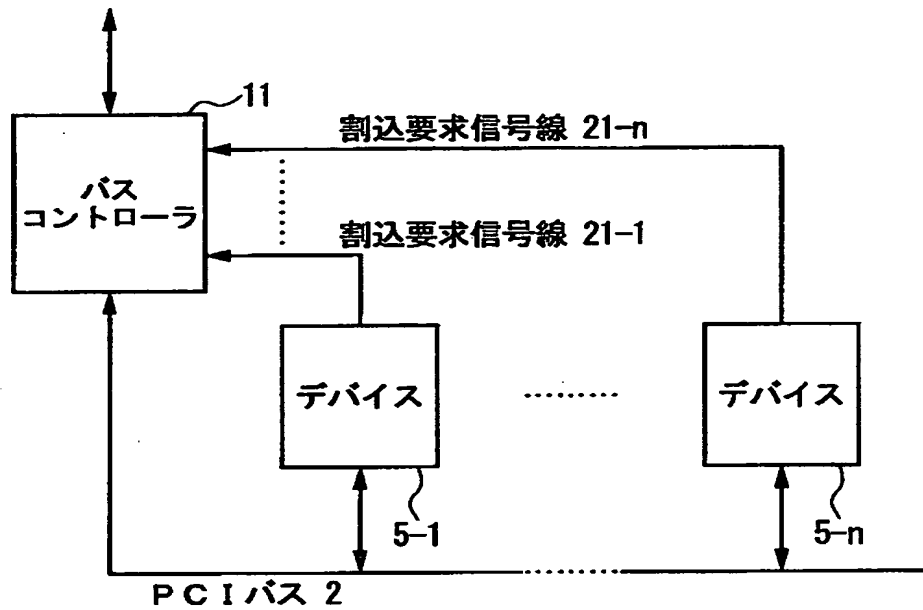 11
割込要求信号線 21-n
バス
コントローラ
割込要求信号線 21-1
デバイス
デバイス
5-1
5-n
PCIバス 2